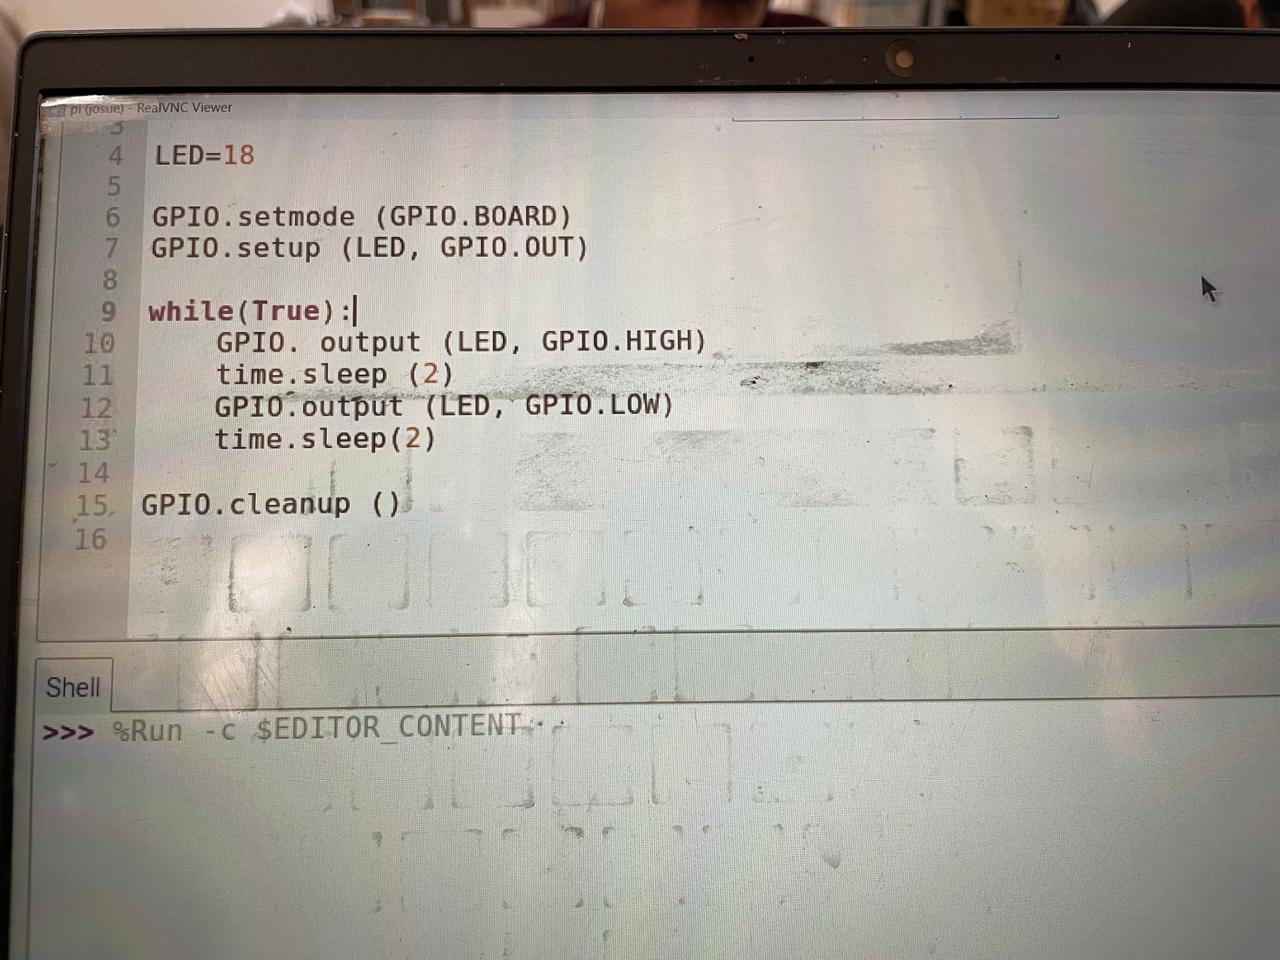 pi (josue) - RealVNC Viewer
3
4 LED=18
5
6 GPIO.setmode (GPIO.BOARD)
7 GPIO.setup (LED, GPIO.OUT)
8
9 while(True):
10 GPIO. output (LED, GPIO.HIGH)
11 time.sleep (2)
12 GPIO.output (LED, GPIO.LOW)
13 time.sleep(2)
14
15 GPIO.cleanup ()
16
Shell
>>> %Run -c $EDITOR_CONTENT